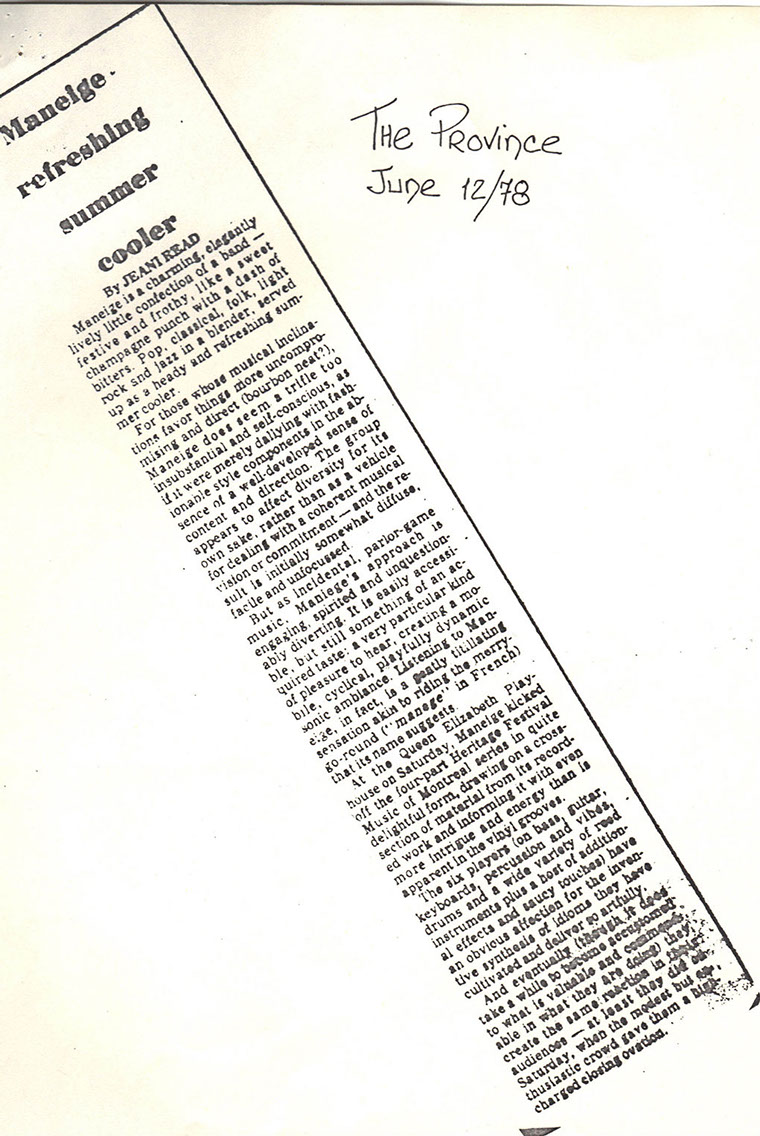 Maneige
refreshing
summer
cooler
The Province
June 12/78
By JEANI READ
Maneige is a charming, elegantly
lively little confection of a band —
festive and frothy, like a sweet
champagne punch with a dash of
bitters. Pop, classical, folk, light
rock snd jazz in a blender, served
up as a heady and refreshing sum-
mer cooler.
For those whose musical inclina-
tions favor things more uncompro-
mising and direct (bourbon neat?),
Maneige does seem a trifle too
insubstantial and self-conscious, as
if it were merely dallying with fash-
ionable style components in the ab-
sence of a well-developed sense of
content and direction. The group
appears to affect diversity for its
own sake, rather than as a vehicle
for dealing with a coherent musical
vision or commitment — and the re-
sult is initially somewhat diffuse,
facile and unfocussed.
But as incidental, parlor-game
music, Maniege's approach is
engaging, spirited and unquestion-
ably diverting. It is easily accessi-
ble, but still something of an ac-
quired taste: a very particular kind
of pleasure to hear, creating a mo-
bile, cyclical, playfully dynamic
sonic ambiance. Listening to Man-
eige, in fact, is a gently titillating
sensation akin to riding the merry-
go-round ("manege" in French)
that its name suggests.
At the Queen Elizabeth Play-
house on Saturday, Maneige kicked
off the four-part Heritage Festival
Music of Montreal series in quite
delightful form, drawing on a cross-
section of material from its record-
ed work and informing it with even
more intrigue and energy than is
apparent in the vinyl grooves.
The six players (on bass, guitar,
keyboards, percussion and vibes,
drums and a wide variety of reed
instruments plus a host of addition-
al effects and saucy touches) have
an obvious affection for the inven-
tive synthesis of idioms they have
cultivated and deliver so artfully.
And eventually (though it does
take a while to become accustomed
to what is valuable and commend-
able in what they are doing) they
create the same reaction in their
audiences — at least they did on
Saturday, when the modest but en-
thusiastic crowd gave them a high-
charged closing ovation.